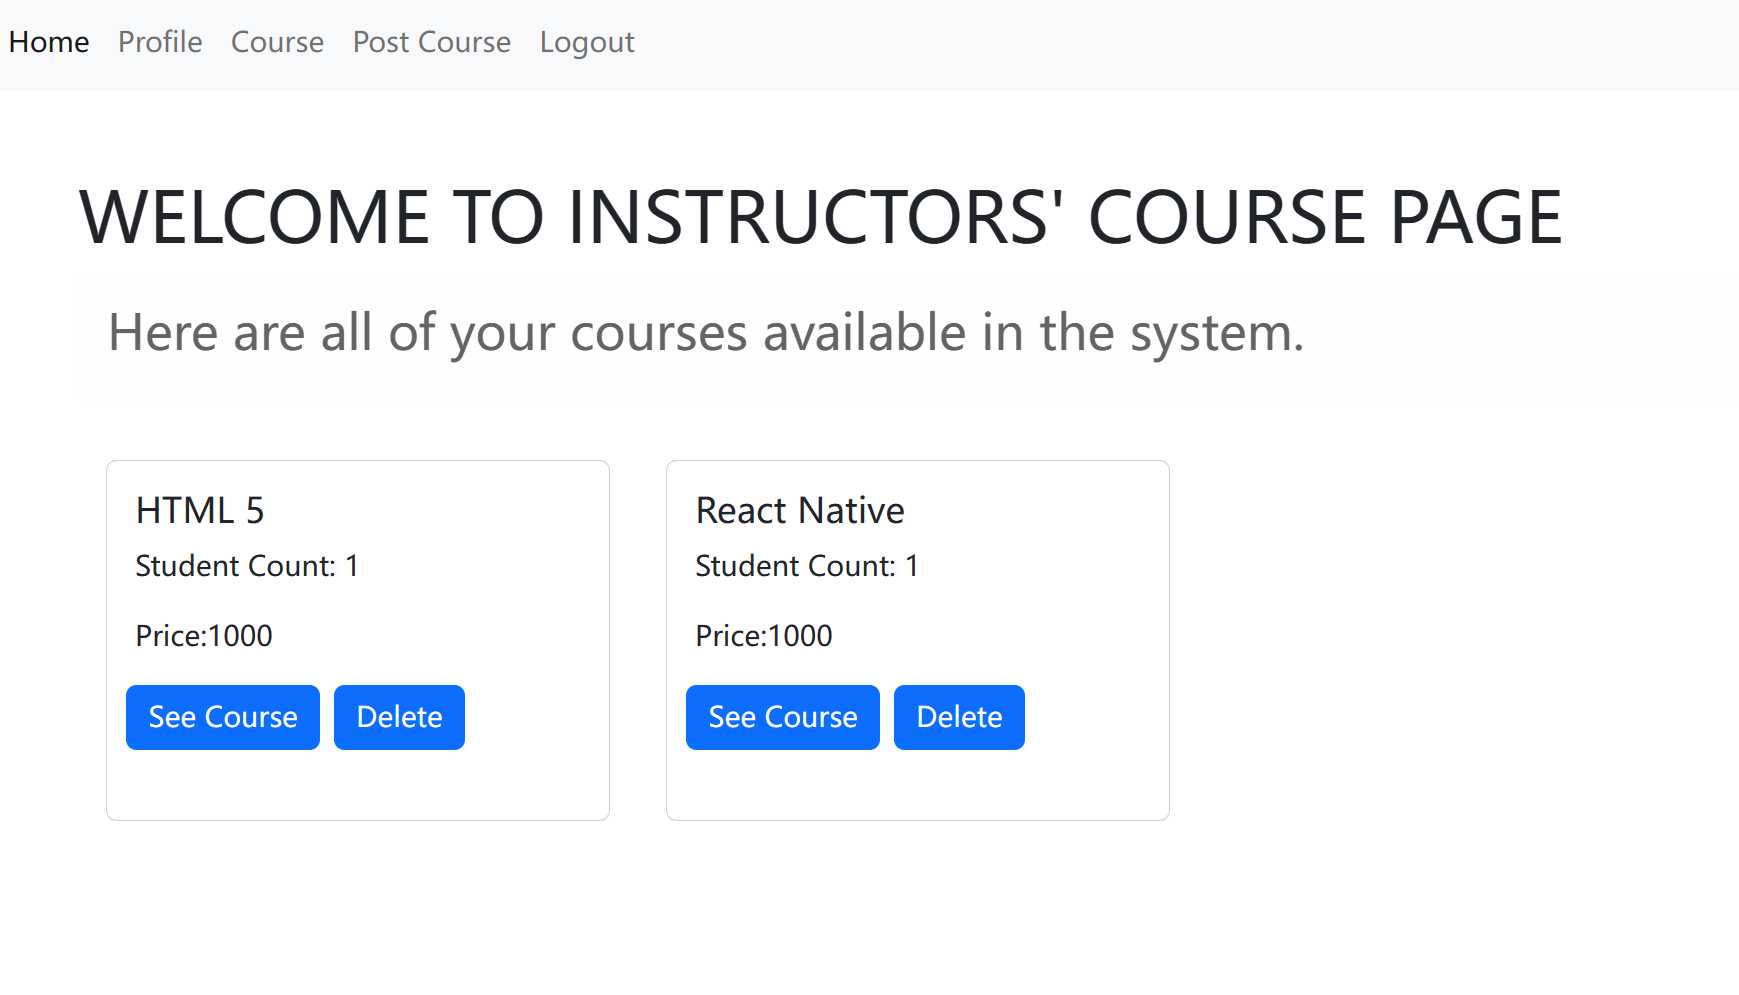 Home Profile Course Post Course Logout
WELCOME TO INSTRUCTORS' COURSE PAGE
Here are all of your courses available in the system.
HTML 5
Student Count: 1
Price:1000
See Course Delete
React Native
Student Count: 1
Price:1000
See Course Delete